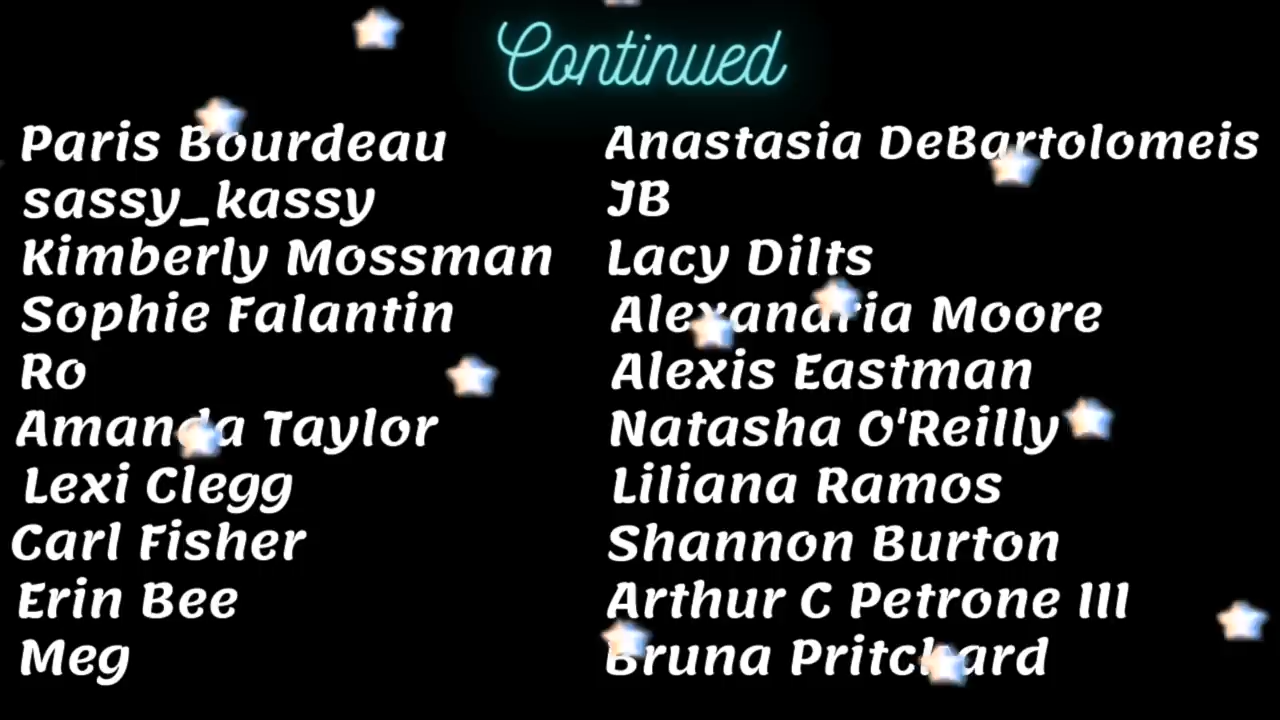 Continued
Paris Bourdeau
sassy_kassy
Kimberly Mossman
Sophie Falantin
Ro
Amanda Taylor
Lexi Clegg
Carl Fisher
Erin Bee
Meg
Anastasia DeBartolomeis
JB
Lacy Dilts
Alexandria Moore
Alexis Eastman
Natasha O'Reilly
Liliana Ramos
Shannon Burton
Arthur C Petrone III
Bruna Pritchard